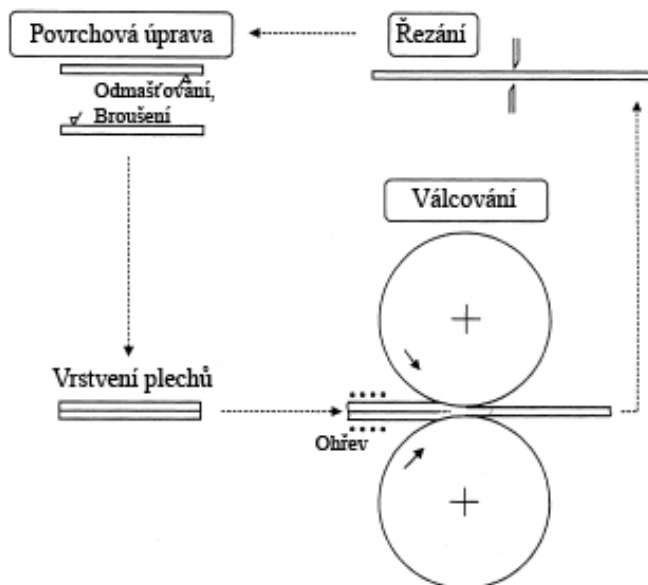 Povrchová úprava
Řezání
Odmašťování,
Broušení
Válcování
Vrstvení plechů
Ohřev